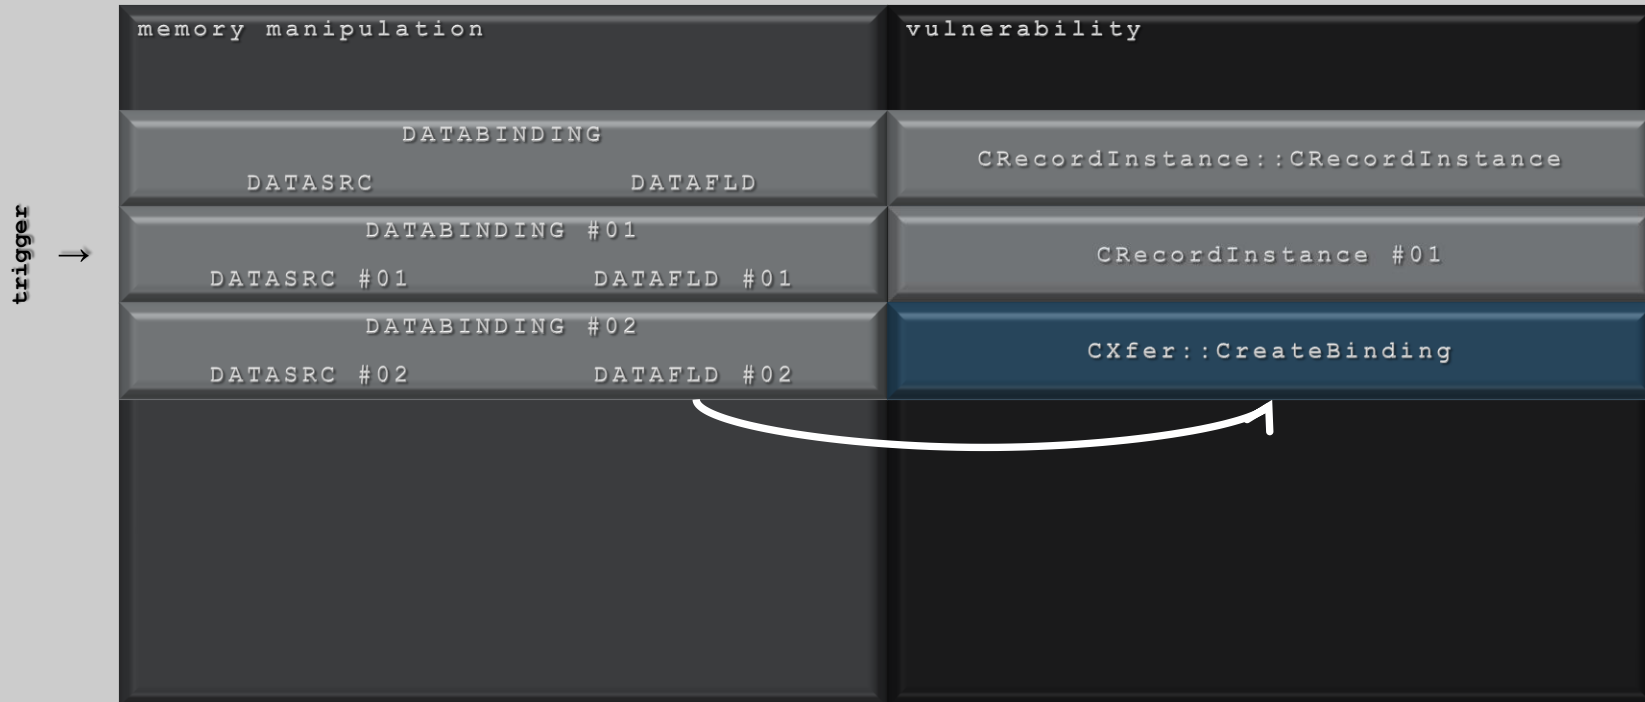 memory manipulation
vulnerability
DATABINDING
DATASRC DATAFLD
CRecordInstance::CRecordInstance
trigger →
DATABINDING #01
DATASRC #01 DATAFLD #01
CRecordInstance #01
DATABINDING #02
DATASRC #02 DATAFLD #02
CXfer::CreateBinding